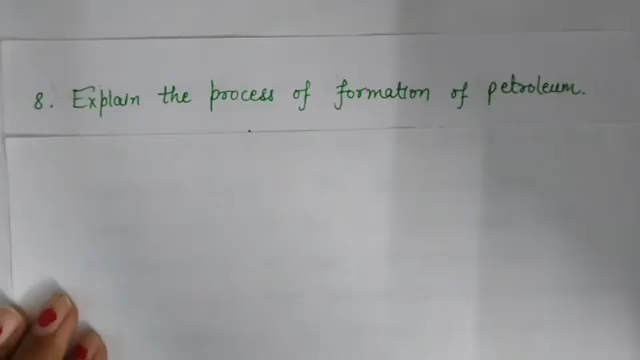 8. Explain the process of formation of petroleum.